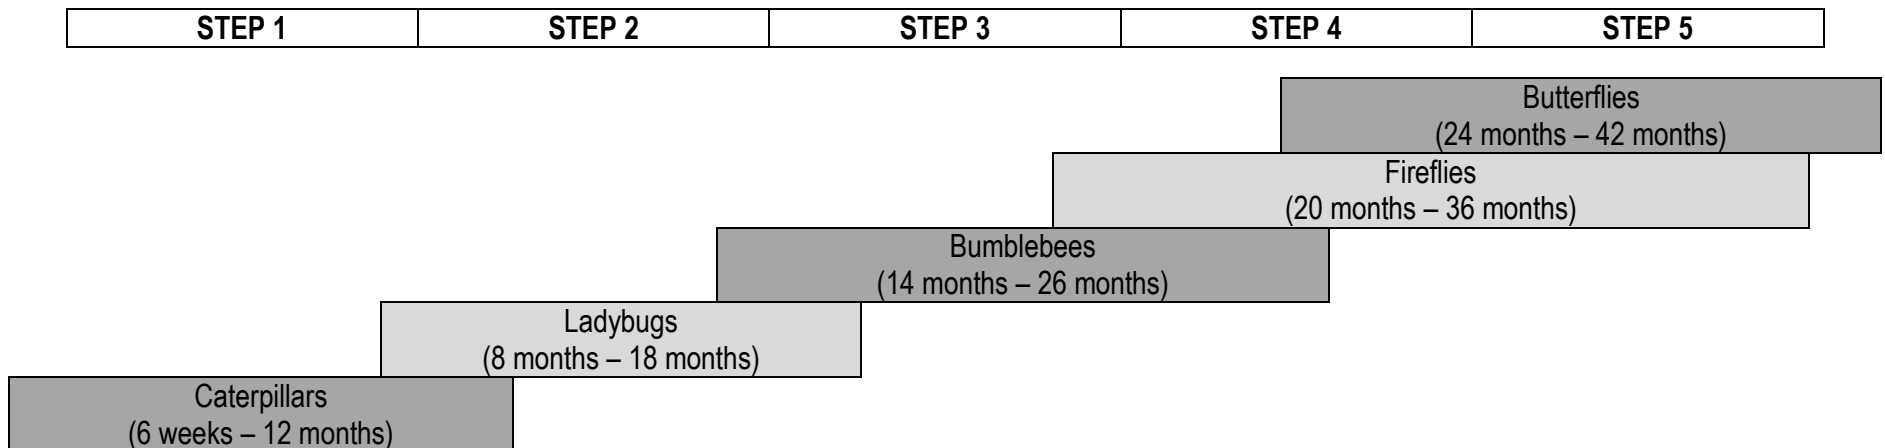 STEP 1 STEP 2 STEP 3 STEP 4 STEP 5
Butterflies
(24 months – 42 months)
Fireflies
(20 months – 36 months)
Bumblebees
(14 months – 26 months)
Ladybugs
(8 months – 18 months)
Caterpillars
(6 weeks – 12 months)